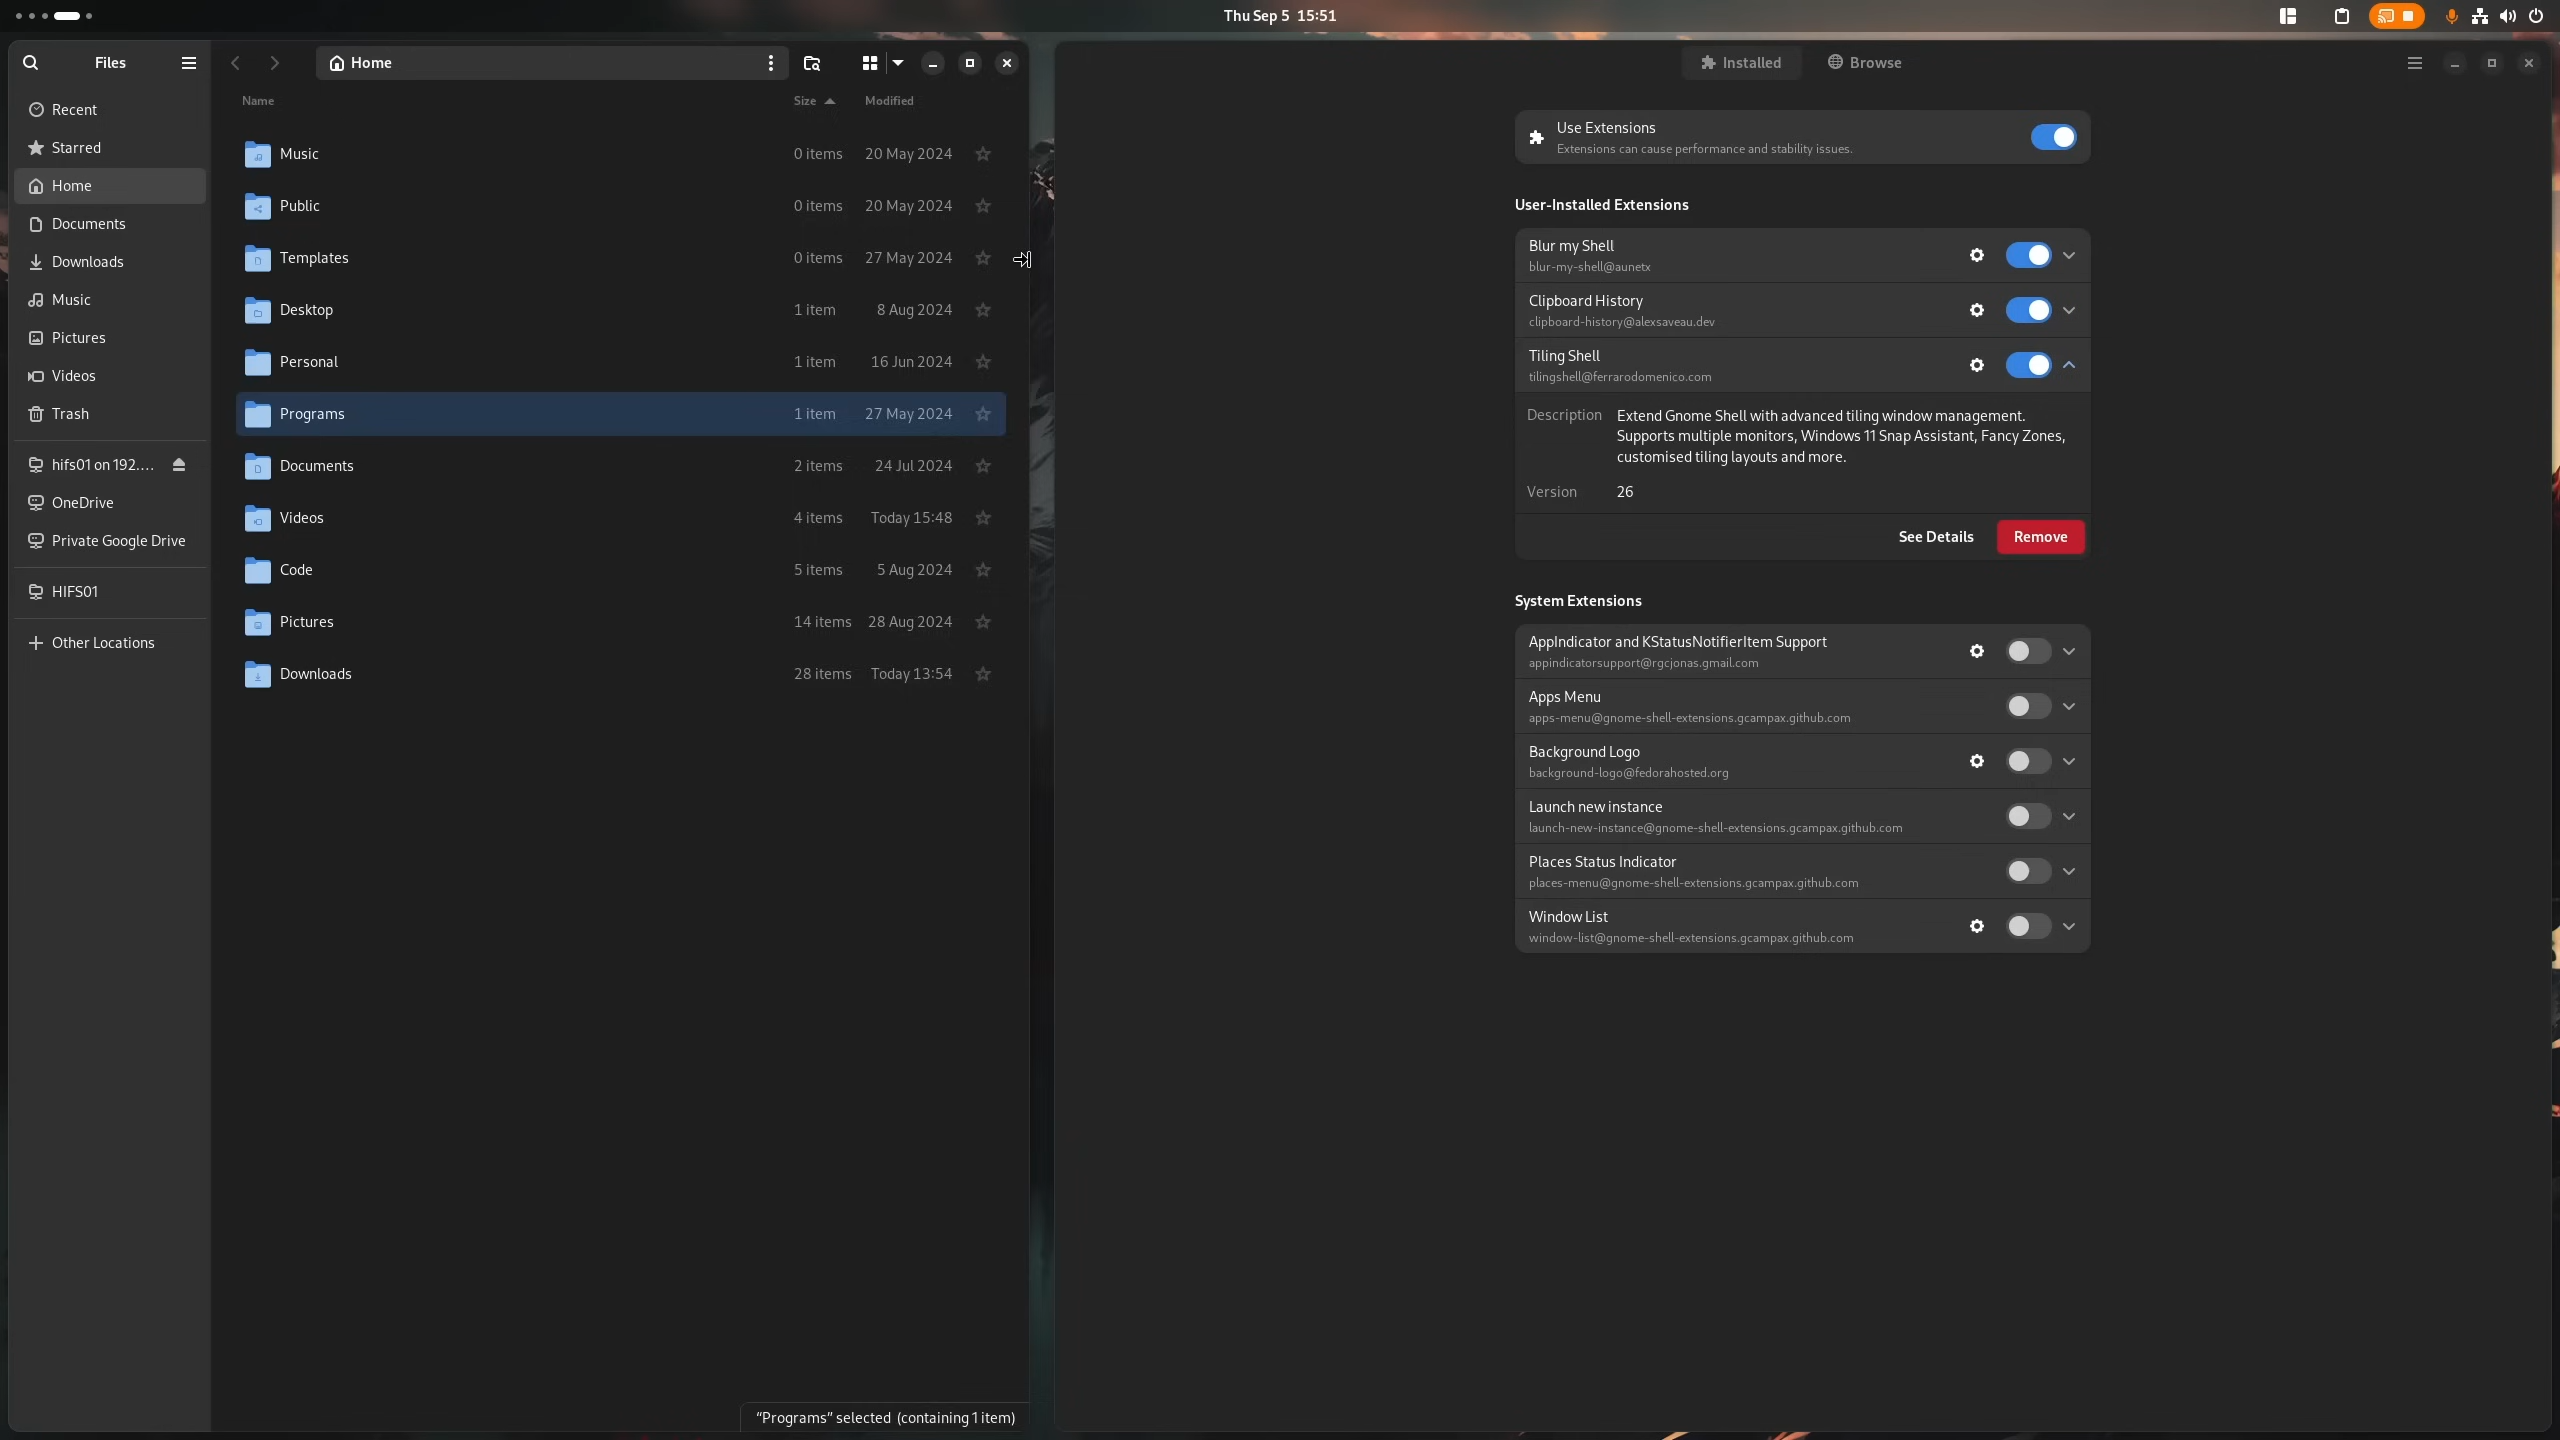 Thu Sep 5 15:51
Files
Home
Recent
Starred
Home
Documents
Downloads
Music
Pictures
Videos
Trash
hifs01 on 192....
OneDrive
Private Google Drive
HIFS01
Other Locations
Name Size Modified
Music 0 items 20 May 2024
Public 0 items 20 May 2024
Templates 0 items 27 May 2024
Desktop 1 item 8 Aug 2024
Personal 1 item 16 Jun 2024
Programs 1 item 27 May 2024
Documents 2 items 24 Jul 2024
Videos 4 items Today 15:48
Code 5 items 5 Aug 2024
Pictures 14 items 28 Aug 2024
Downloads 28 items Today 13:54
“Programs” selected (containing 1 item)
Installed Browse
Use Extensions
Extensions can cause performance and stability issues.
User-Installed Extensions
Blur my Shell
blur-my-shell@aunetx
Clipboard History
clipboard-history@alexsaveau.dev
Tiling Shell
tilingshell@ferrarodomenico.com
Description Extend Gnome Shell with advanced tiling window management.
Supports multiple monitors, Windows 11 Snap Assistant, Fancy Zones,
customised tiling layouts and more.
Version 26
See Details Remove
System Extensions
AppIndicator and KStatusNotifierItem Support
appindicatorsupport@rgcjonas.gmail.com
Apps Menu
apps-menu@gnome-shell-extensions.gcampax.github.com
Background Logo
background-logo@fedorahosted.org
Launch new instance
launch-new-instance@gnome-shell-extensions.gcampax.github.com
Places Status Indicator
places-menu@gnome-shell-extensions.gcampax.github.com
Window List
window-list@gnome-shell-extensions.gcampax.github.com